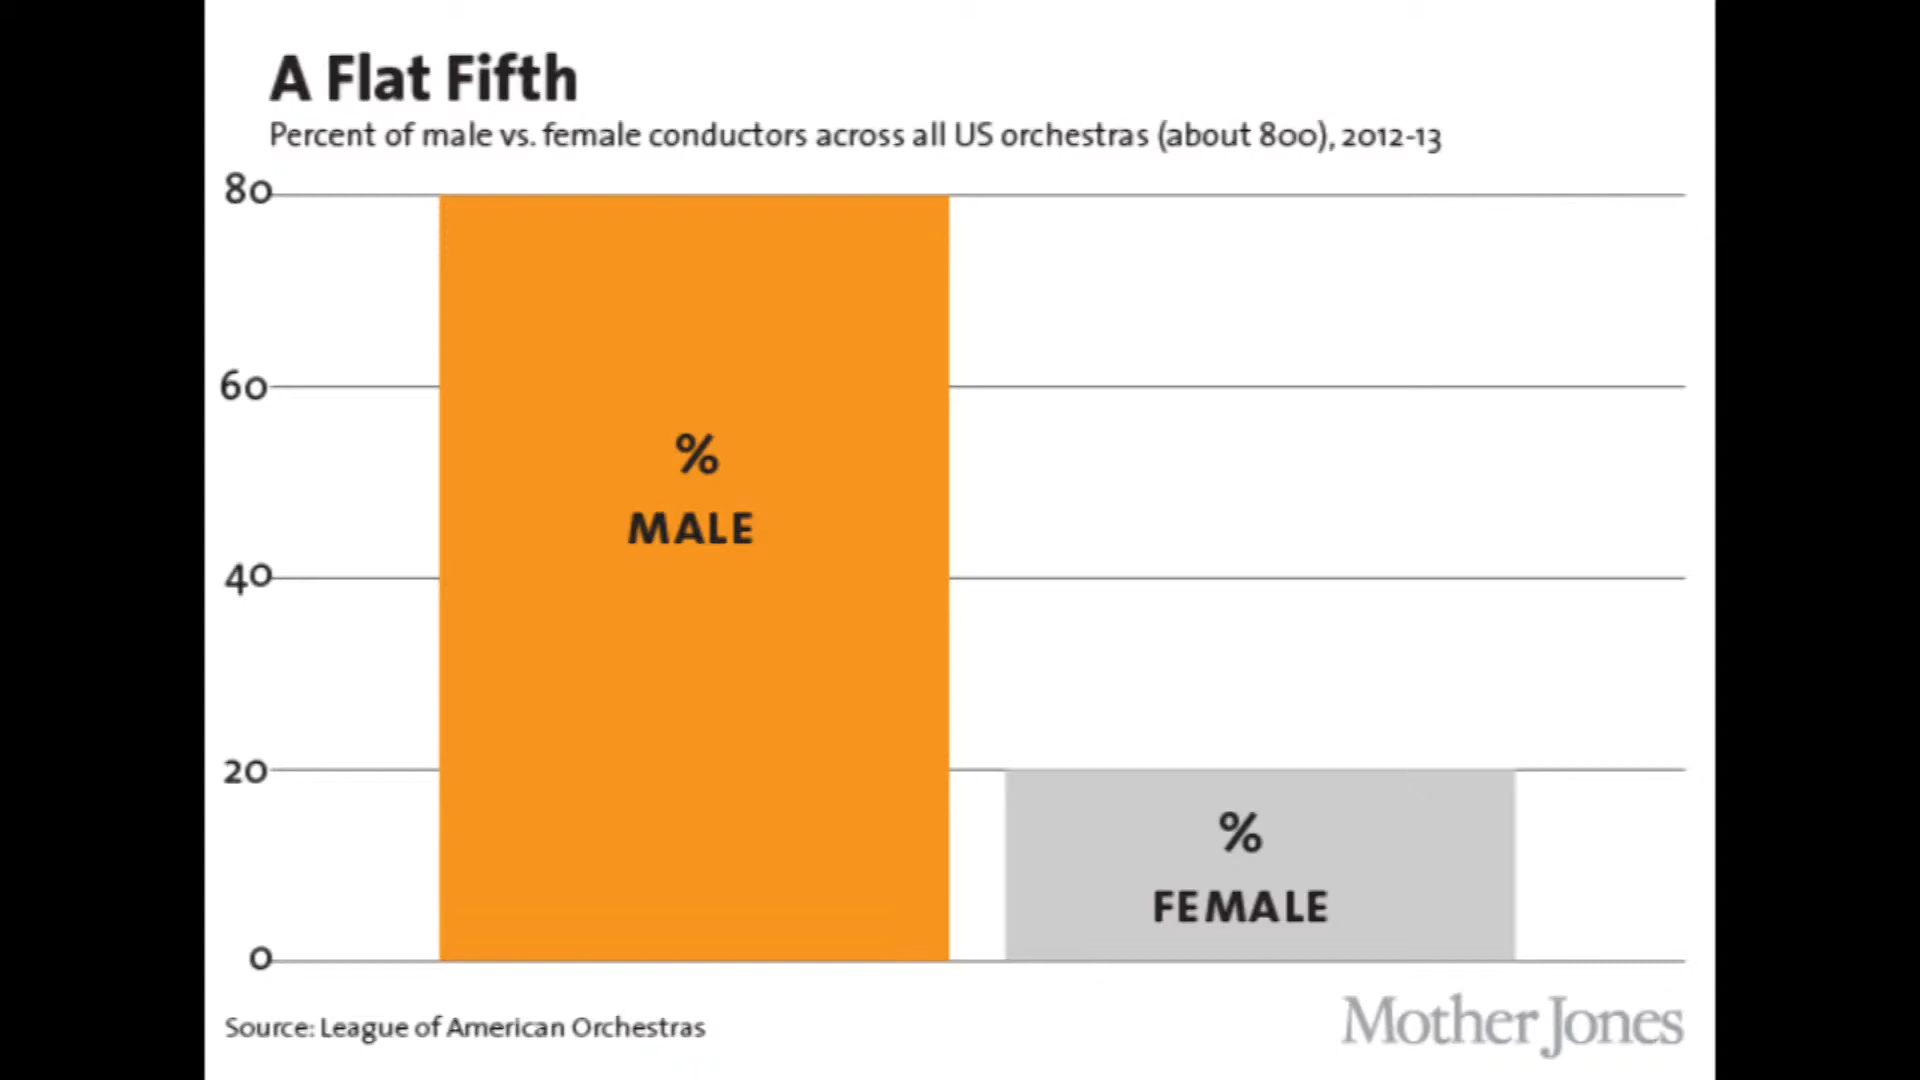 A Flat Fifth
Percent of male vs. female conductors across all US orchestras (about 800), 2012-13
80
60
%
MALE
40
20
%
FEMALE
0
Source: League of American Orchestras
Mother Jones